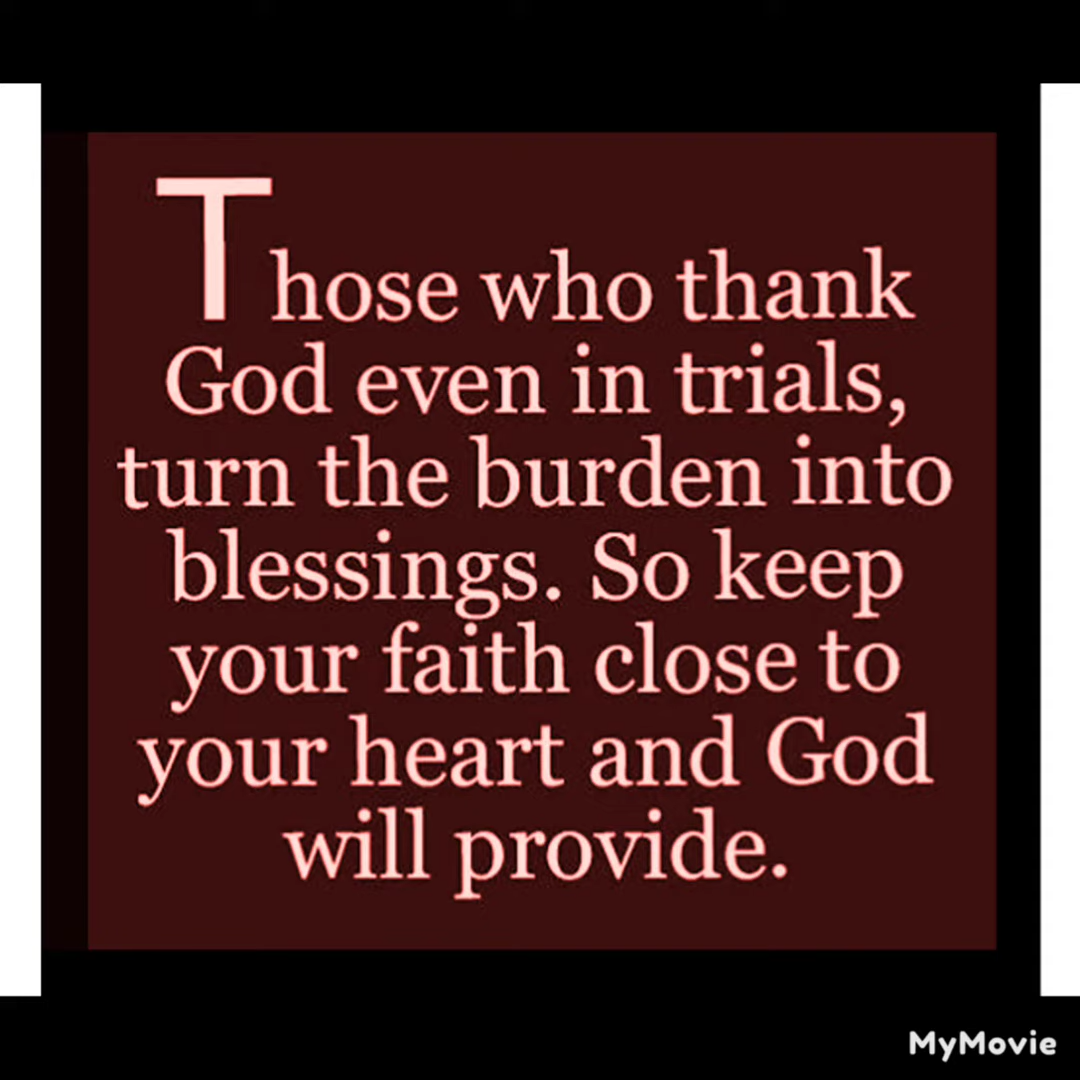 Those who thank
God even in trials,
turn the burden into
blessings. So keep
your faith close to
your heart and God
will provide.
MyMovie